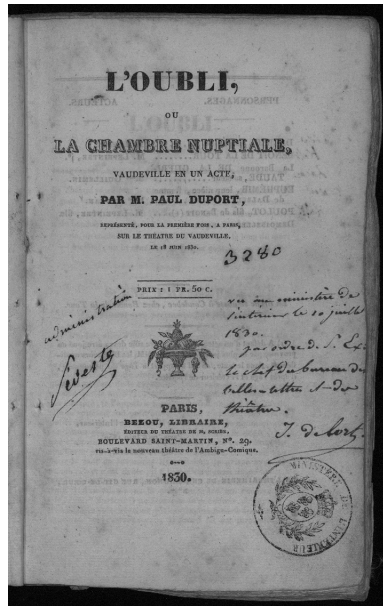 L'OUBLI,
OU
LA CHAMBRE NUPTIALE,
VAUDEVILLE EN UN ACTE,
PAR M. PAUL DUPORT,
REPRÉSENTÉ, POUR LA PREMIÈRE FOIS, A PARIS,
SUR LE THÉATRE DU VAUDEVILLE,
LE 18 JUIN 1830.
3280
PRIX : 1 FR. 50 C.
administration
vu au ministère de
l'intérieur le 10 juillet
1830.
par ordre de S. Ex.
le chef du bureau des
belles lettres et des
théâtres.
PARIS,
BEZOU, LIBRAIRE,
ÉDITEUR DU THÉATRE DE M. SCRIBE,
BOULEVARD SAINT-MARTIN, N°. 29,
vis-à-vis le nouveau théâtre de l'Ambigu-Comique.
1830.
MINISTÈRE DE L'INTÉRIEUR